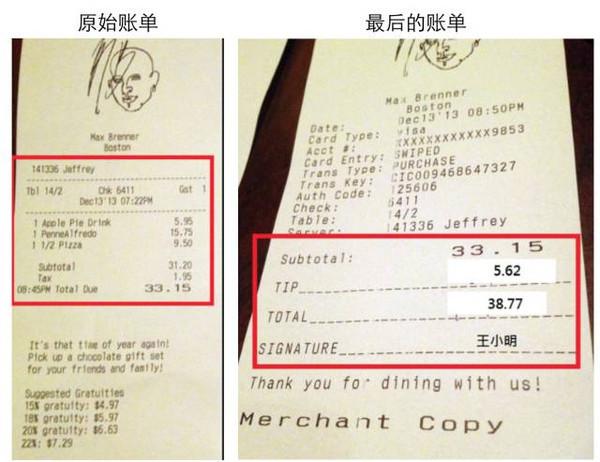 原始账单
Max Brenner
Boston
141336 Jeffrey
Tbl 14/2 Chk 6411 Gst 1
Dec13'13 07:22PM
1 Apple Pie Drink 5.95
1 PenneAlfredo 15.75
1 1/2 Pizza 9.50
Subtotal 31.20
Tax 1.95
08:45PM Total Due 33.15
It's that time of year again!
Pick up a chocolate gift set
for your friends and family!
Suggested Gratuities
15% gratuity: $4.97
18% gratuity: $5.97
20% gratuity: $6.63
22%: $7.29
最后的账单
Max Brenner
Boston
Date: Dec13'13 08:50PM
Card Type: Visa
Acct #: XXXXXXXXXXXX9853
Card Entry: SWIPED
Trans Type: PURCHASE
Trans Key: CIC009468647327
Auth Code: 125606
Check: 6411
Table: 14/2
Server: 141336 Jeffrey
Subtotal: 33.15
TIP 5.62
TOTAL 38.77
SIGNATURE 王小明
Thank you for dining with us!
Merchant Copy